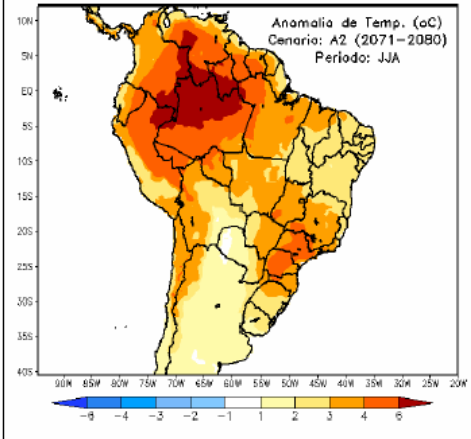 Anomalia de Temp. (oC)
Cenario: A2 (2071-2080)
Periodo: JJA
10N
5N
EQ
5S
10S
15S
20S
25S
30S
35S
40S
90W 85W 80W 75W 70W 65W 60W 55W 50W 45W 40W 35W 30W 25W 20W
-6 -4 -3 -2 -1 1 2 3 4 6